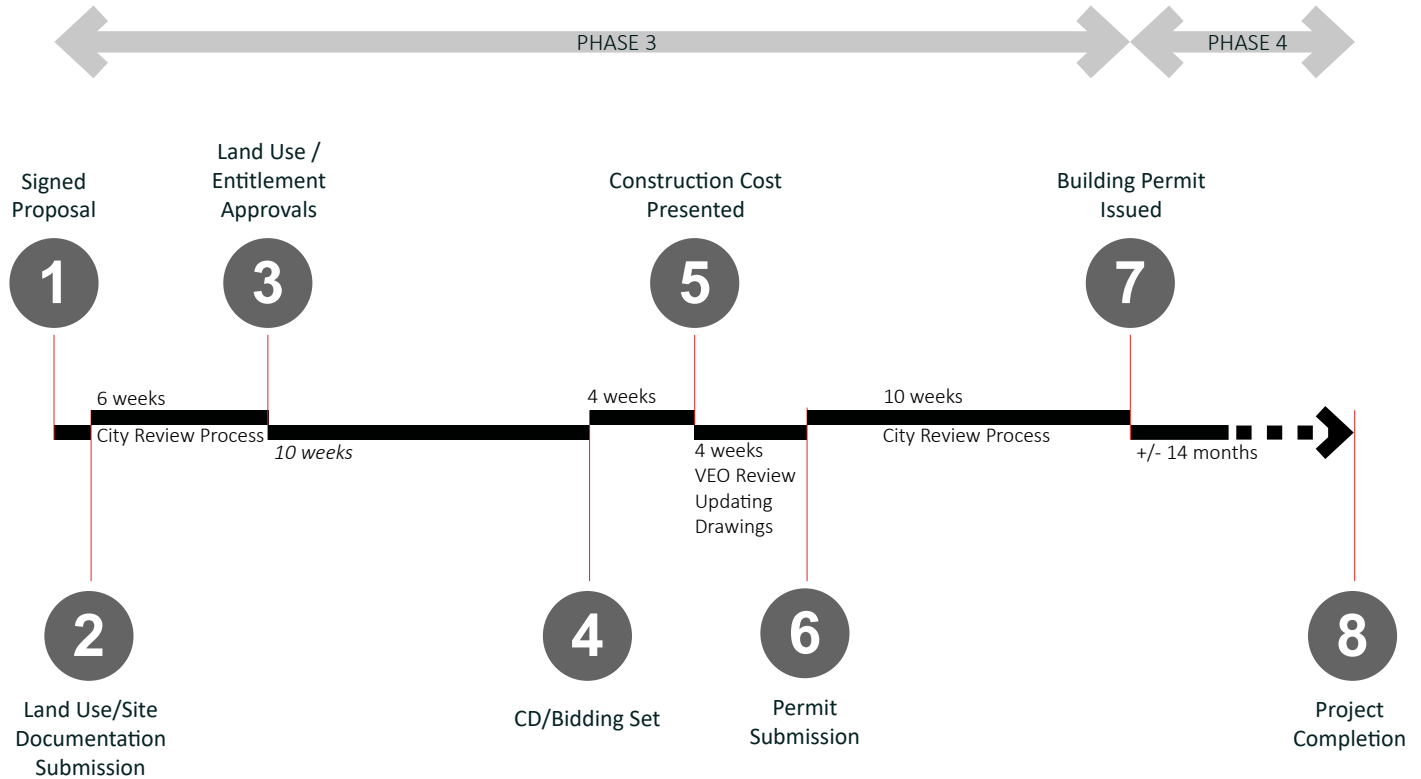 PHASE 3
PHASE 4
Signed
Proposal
Land Use /
Entitlement
Approvals
Construction Cost
Presented
Building Permit
Issued
1
3
5
7
6 weeks
City Review Process
10 weeks
4 weeks
4 weeks
VEO Review
Updating
Drawings
10 weeks
City Review Process
+/- 14 months
2
4
6
8
Land Use/Site
Documentation
Submission
CD/Bidding Set
Permit
Submission
Project
Completion